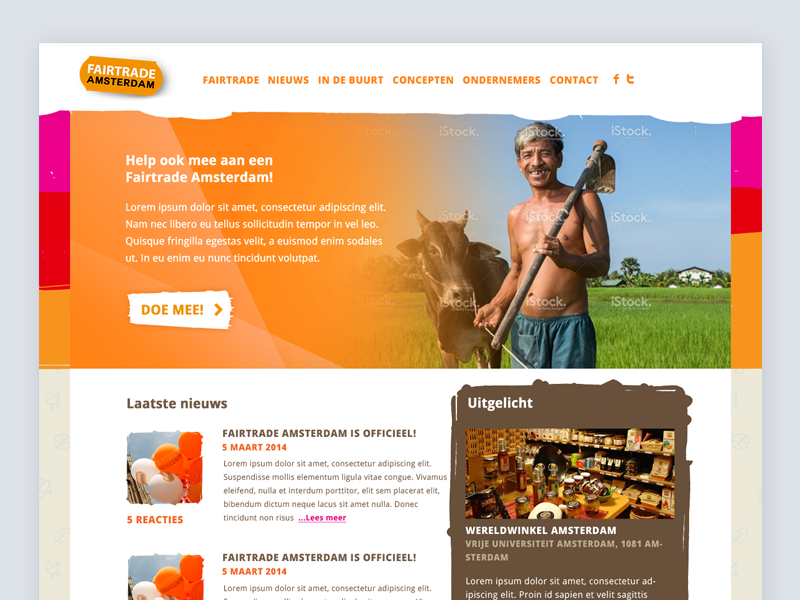 FAIRTRADE
AMSTERDAM
FAIRTRADE NIEUWS IN DE BUURT CONCEPTEN ONDERNEMERS CONTACT
Help ook mee aan een
Fairtrade Amsterdam!
Lorem ipsum dolor sit amet, consectetur adipiscing elit.
Nam nec libero eu tellus sollicitudin tempor in vel leo.
Quisque fringilla egestas velit, a euismod enim sodales
ut. In eu enim eu nunc tincidunt volutpat.
DOE MEE!
iStock. iStock.
iStock. iStock.
iStock. iStock.
Laatste nieuws
FAIRTRADE AMSTERDAM IS OFFICIEEL!
5 MAART 2014
Lorem ipsum dolor sit amet, consectetur adipiscing elit.
Suspendisse mollis elementum ligula vitae congue. Vivamus
eleifend, nulla et interdum porttitor, elit sem placerat elit,
bibendum dictum neque lacus sit amet nulla. Donec
tincidunt non risus ...Lees meer
5 REACTIES
FAIRTRADE AMSTERDAM IS OFFICIEEL!
5 MAART 2014
Lorem ipsum dolor sit amet, consectetur adipiscing elit.
Uitgelicht
WERELDWINKEL AMSTERDAM
VRIJE UNIVERSITEIT AMSTERDAM, 1081 AM-
STERDAM
Lorem ipsum dolor sit amet, consectetur ad-
ipiscing elit. Proin id sapien et velit sagittis